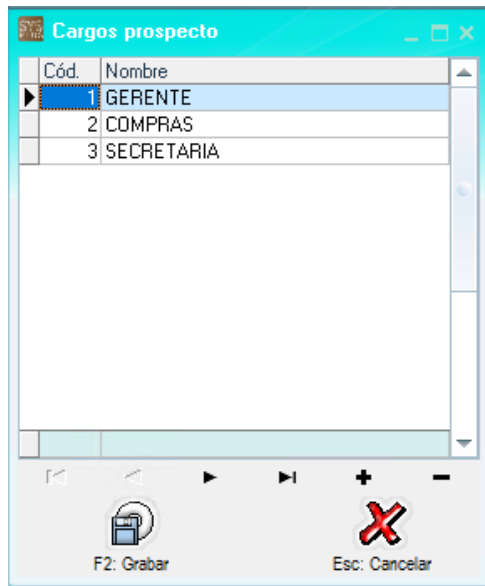 Cargos prospecto
Cód. Nombre
1 GERENTE
2 COMPRAS
3 SECRETARIA
F2: Grabar Esc: Cancelar